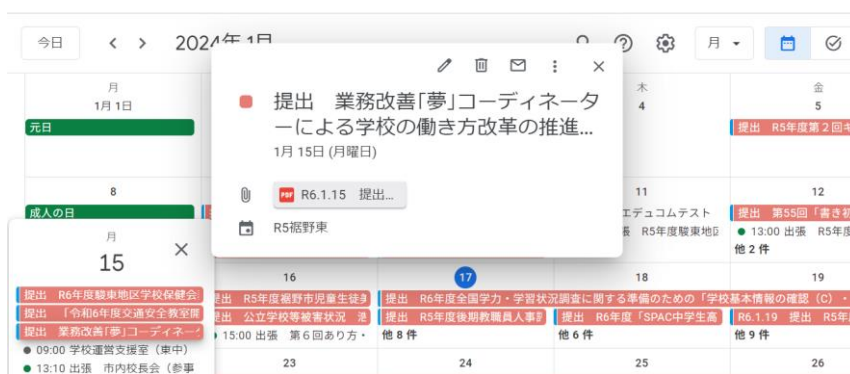 今日
2024年 1月
月
月
1月 1日
木
4
金
5
元日
提出 R5年度第２回キ
8
11
12
成人の日
エデュコムテスト
提出 第55回「書き初
張 R5年度駿東地区
13:00 出張 R5年度
他 2 件
提出 業務改善｢夢｣コーディネータ
ーによる学校の働き方改革の推進...
1月 15日 (月曜日)
PDF R6.1.15 提出...
R5裾野東
月
15
提出 R6年度駿東地区学校保健会
提出 「令和6年度交通安全教室開
提出 業務改善｢夢｣コーディネーﾀ
09:00 学校運営支援室（東中）
13:10 出張 市内校長会（参事
16
17
18
19
提出 R5年度裾野市児童生徒身
提出 R6年度全国学力・学習状況調査に関する準備のための「学校基本情報の確認（C）・
提出 公立学校等被害状況
提出 R5年度後期教職員人事
提出 R6年度「SPAC中学生高
R6.1.19 提出 R5年
15:00 出張 第６回あり方・
他 8 件
他 6 件
他 9 件
23
24
25
26